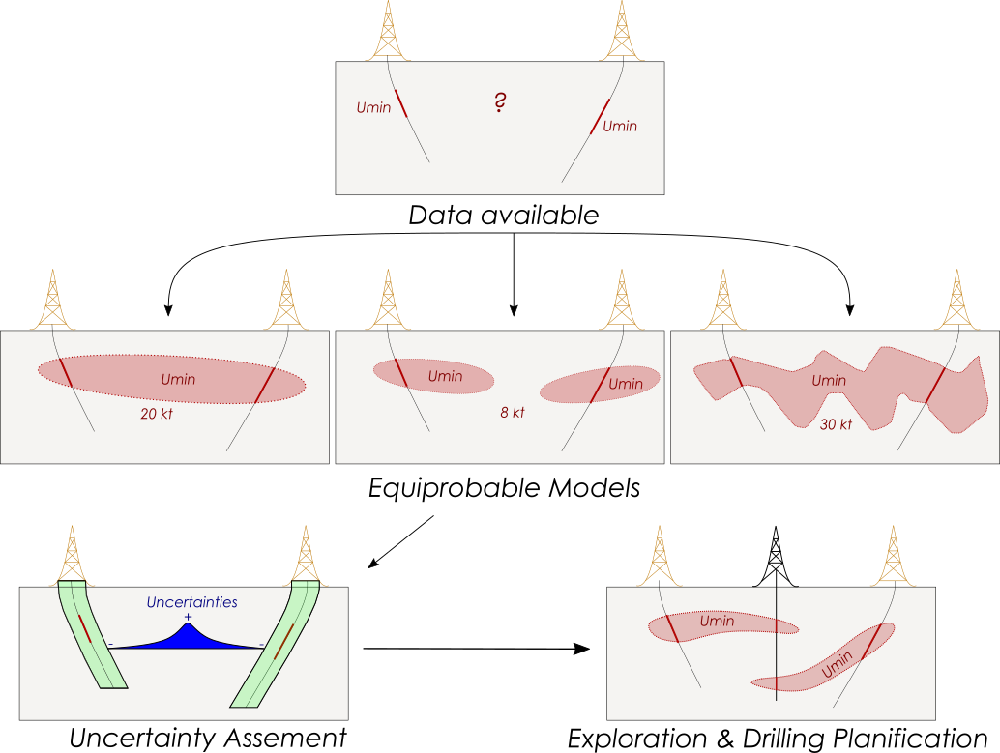 Umin
?
Umin
Data available
Umin
20 kt
Umin
Umin
8 kt
Umin
30 kt
Equiprobable Models
Uncertainties
+
-
-
Umin
Umin
Uncertainty Assement
Exploration & Drilling Planification